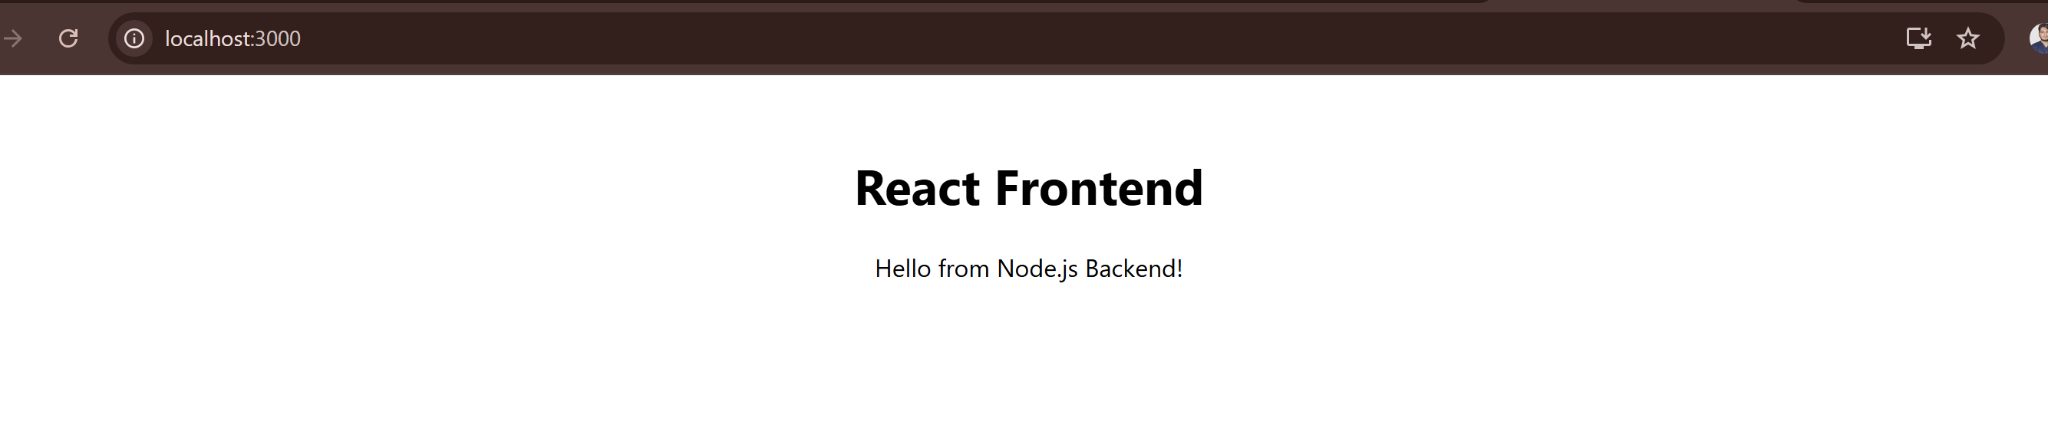 localhost:3000
React Frontend
Hello from Node.js Backend!